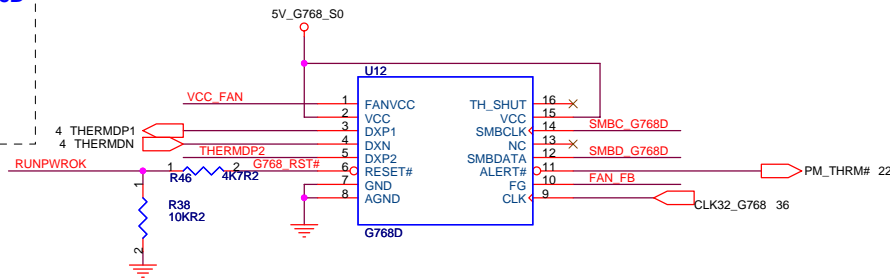 5V_G768_S0
U12
VCC_FAN 1 FANVCC TH_SHUT 16
2 VCC VCC 15
4 THERMDP1 3 DXP1 SMBCLK 14 SMBC_G768D
4 THERMDN 4 DXN NC 13
THERMDP2 5 DXP2 SMBDATA 12 SMBD_G768D
RUNPWROK 1 R46 2 4K7R2 G768_RST# 6 RESET# ALERT# 11 PM_THRM# 22
7 GND FG 10 FAN_FB
8 AGND CLK 9 CLK32_G768 36
G768D
1
R38
10KR2
2